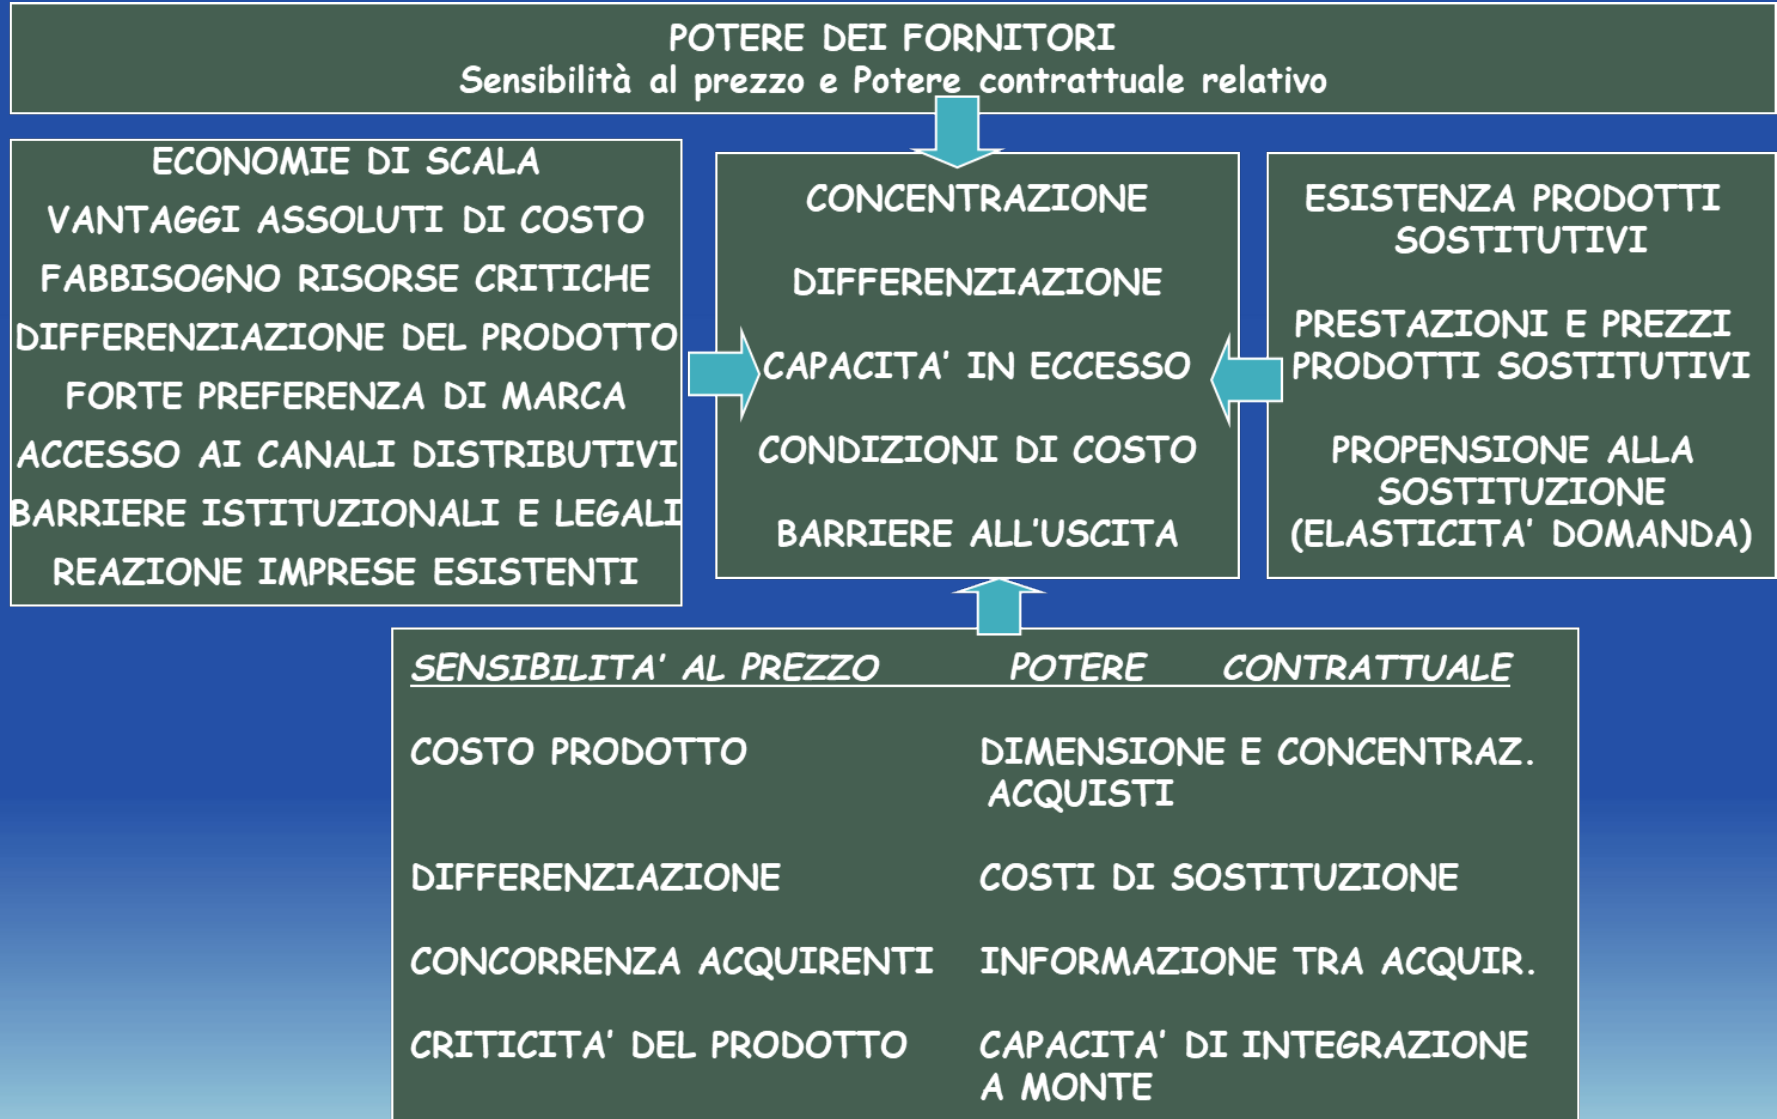 POTERE DEI FORNITORI
Sensibilità al prezzo e Potere contrattuale relativo
ECONOMIE DI SCALA
VANTAGGI ASSOLUTI DI COSTO
FABBISOGNO RISORSE CRITICHE
DIFFERENZIAZIONE DEL PRODOTTO
FORTE PREFERENZA DI MARCA
ACCESSO AI CANALI DISTRIBUTIVI
BARRIERE ISTITUZIONALI E LEGALI
REAZIONE IMPRESE ESISTENTI
CONCENTRAZIONE
DIFFERENZIAZIONE
CAPACITA' IN ECCESSO
CONDIZIONI DI COSTO
BARRIERE ALL'USCITA
ESISTENZA PRODOTTI
SOSTITUTIVI
PRESTAZIONI E PREZZI
PRODOTTI SOSTITUTIVI
PROPENSIONE ALLA
SOSTITUZIONE
(ELASTICITA' DOMANDA)
SENSIBILITA' AL PREZZO POTERE CONTRATTUALE
COSTO PRODOTTO DIMENSIONE E CONCENTRAZ.
ACQUISTI
DIFFERENZIAZIONE COSTI DI SOSTITUZIONE
CONCORRENZA ACQUIRENTI INFORMAZIONE TRA ACQUIR.
CRITICITA' DEL PRODOTTO CAPACITA' DI INTEGRAZIONE
A MONTE